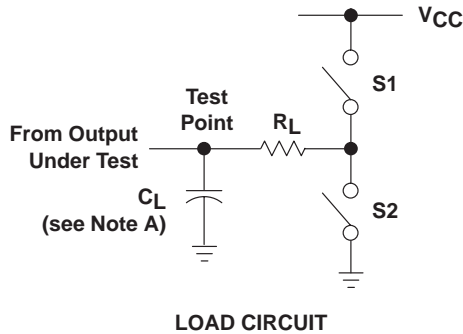 VCC
S1
Test
Point
RL
From Output
Under Test
CL
(see Note A)
S2
LOAD CIRCUIT